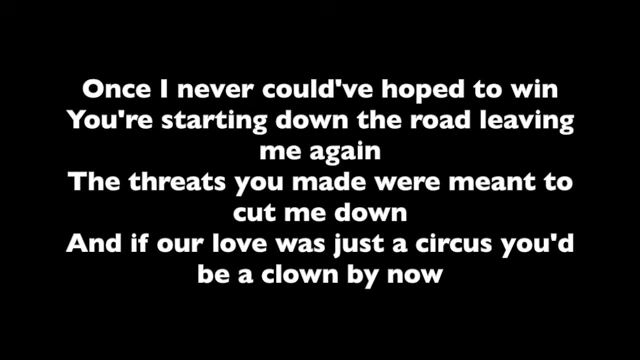 Once I never could've hoped to win
You're starting down the road leaving
me again
The threats you made were meant to
cut me down
And if our love was just a circus you'd
be a clown by now